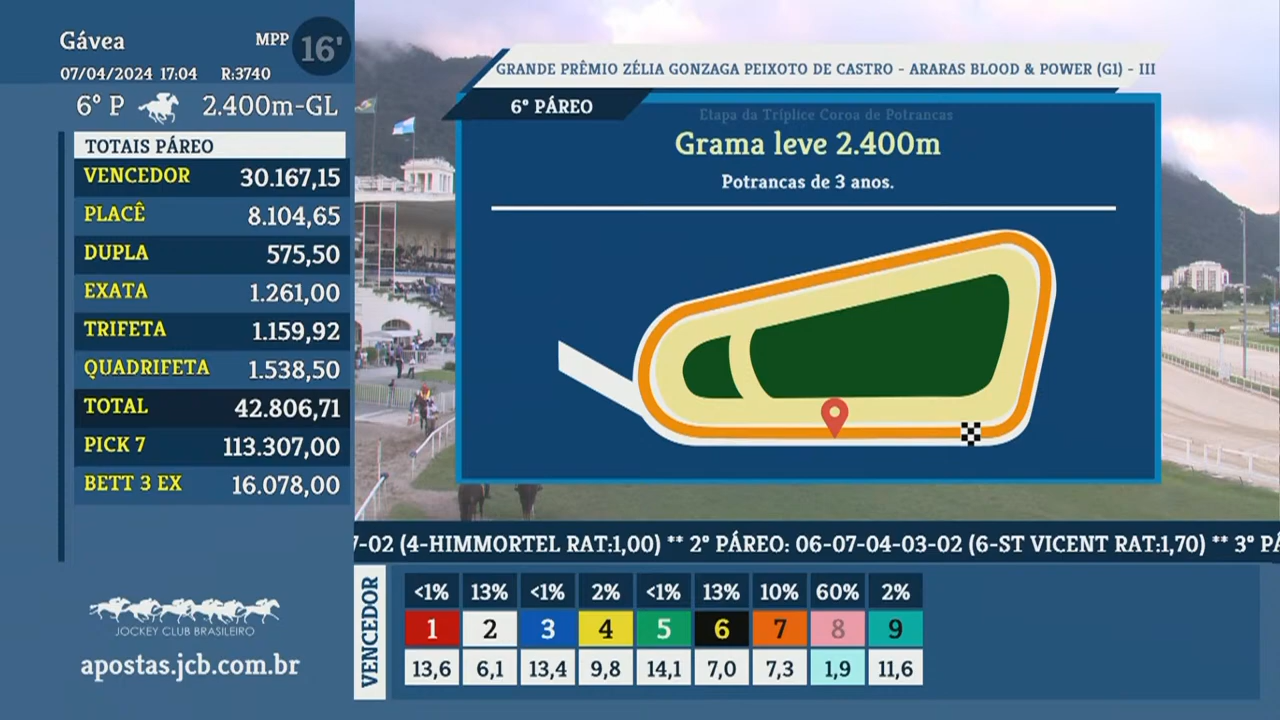 Gávea
MPP 16'
07/04/2024 17:04 R:3740
6º P 2.400m-GL
TOTAIS PÁREO
VENCEDOR 30.167,15
PLACÊ 8.104,65
DUPLA 575,50
EXATA 1.261,00
TRIFETA 1.159,92
QUADRIFETA 1.538,50
TOTAL 42.806,71
PICK 7 113.307,00
BETT 3 EX 16.078,00
JOCKEY CLUB BRASILEIRO
apostas.jcb.com.br
GRANDE PRÊMIO ZÉLIA GONZAGA PEIXOTO DE CASTRO - ARARAS BLOOD & POWER (G1) - III
6º PÁREO
Etapa da Tríplice Coroa de Potrancas
Grama leve 2.400m
Potrancas de 3 anos.
7-02 (4-HIMMORTEL RAT:1,00) ** 2º PÁREO: 06-07-04-03-02 (6-ST VICENT RAT:1,70) ** 3º PÁ
VENCEDOR
<1% 13% <1% 2% <1% 13% 10% 60% 2%
1 2 3 4 5 6 7 8 9
13,6 6,1 13,4 9,8 14,1 7,0 7,3 1,9 11,6